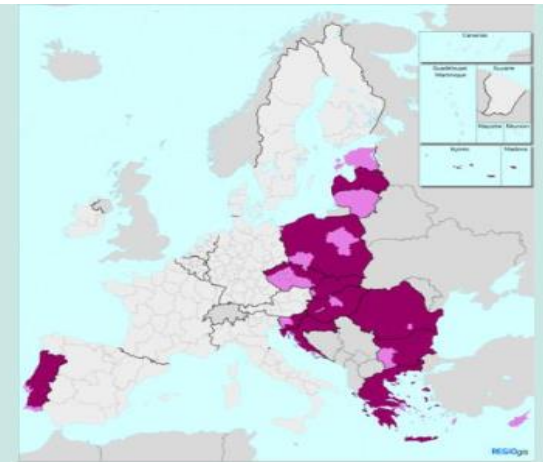 Canarias
Guadeloupe
Martinique
Guyane
Mayotte
Réunion
Açores
Madeira
REGIOgis